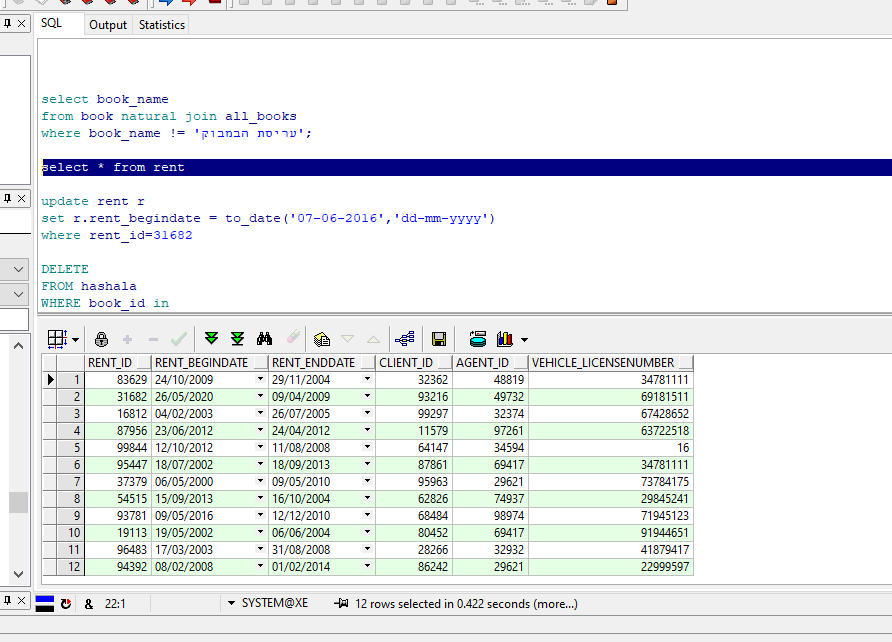 SQL Output Statistics
select book_name
from book natural join all_books
where book_name != 'עריסת הבמבוק';
select * from rent
update rent r
set r.rent_begindate = to_date('07-06-2016','dd-mm-yyyy')
where rent_id=31682
DELETE
FROM hashala
WHERE book_id in
RENT_ID RENT_BEGINDATE RENT_ENDDATE CLIENT_ID AGENT_ID VEHICLE_LICENSENUMBER
1 83629 24/10/2009 29/11/2004 32362 48819 34781111
2 31682 26/05/2020 09/04/2009 93216 49732 69181511
3 16812 04/02/2003 26/07/2005 99297 32374 67428652
4 87956 23/06/2012 24/04/2012 11579 97261 63722518
5 99844 12/10/2012 11/08/2008 64147 34594 16
6 95447 18/07/2002 18/09/2013 87861 69417 34781111
7 37379 06/05/2000 09/05/2010 95963 29621 73784175
8 54515 15/09/2013 16/10/2004 62826 74937 29845241
9 93781 09/05/2016 12/12/2010 68484 98974 71945123
10 19113 19/05/2002 06/06/2004 80452 69417 91944651
11 96483 17/03/2003 31/08/2008 28266 32932 41879417
12 94392 08/02/2008 01/02/2014 86242 29621 22999597
& 22:1 SYSTEM@XE 12 rows selected in 0.422 seconds (more...)